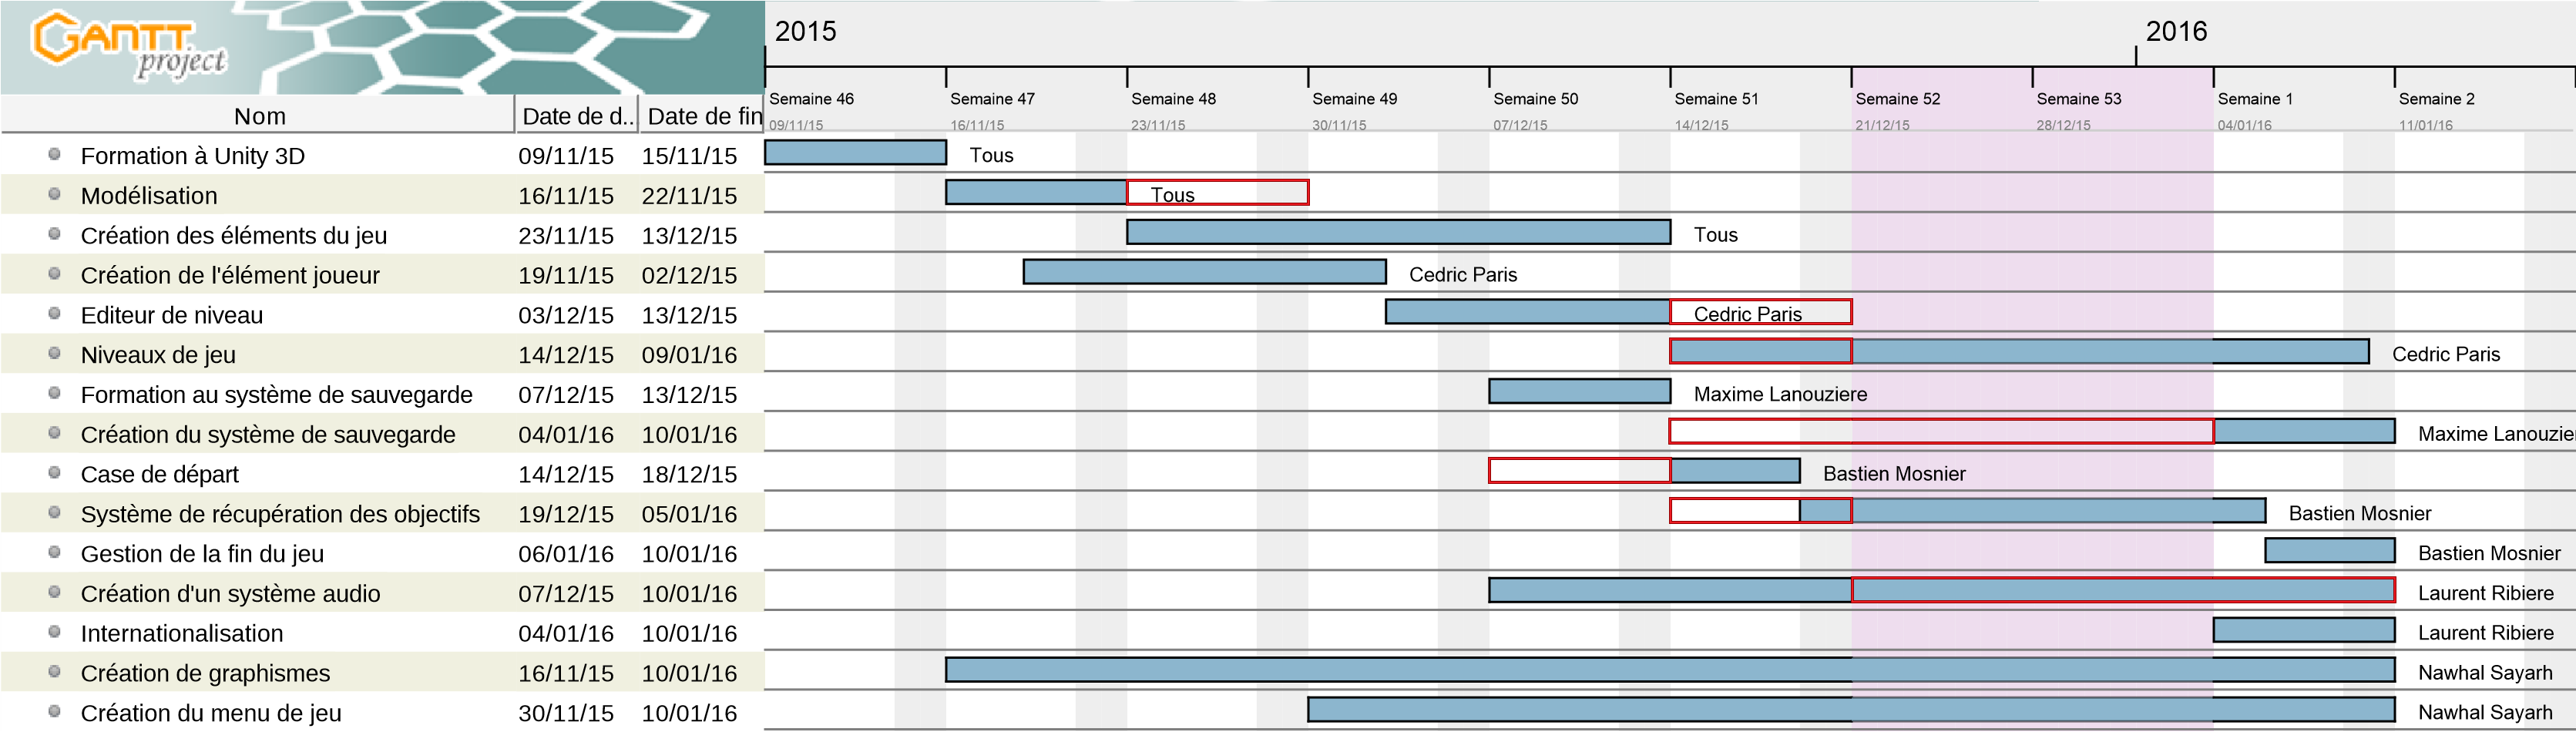 GANTT
project
2015
2016
Nom
Date de d...
Date de fin
Semaine 46
Semaine 47
Semaine 48
Semaine 49
Semaine 50
Semaine 51
Semaine 52
Semaine 53
Semaine 1
Semaine 2
09/11/15
16/11/15
23/11/15
30/11/15
07/12/15
14/12/15
21/12/15
28/12/15
04/01/16
11/01/16
Formation à Unity 3D 09/11/15 15/11/15 Tous
Modélisation 16/11/15 22/11/15 Tous
Création des éléments du jeu 23/11/15 13/12/15 Tous
Création de l'élément joueur 19/11/15 02/12/15 Cedric Paris
Editeur de niveau 03/12/15 13/12/15 Cedric Paris
Niveaux de jeu 14/12/15 09/01/16 Cedric Paris
Formation au système de sauvegarde 07/12/15 13/12/15 Maxime Lanouziere
Création du système de sauvegarde 04/01/16 10/01/16 Maxime Lanouzie
Case de départ 14/12/15 18/12/15 Bastien Mosnier
Système de récupération des objectifs 19/12/15 05/01/16 Bastien Mosnier
Gestion de la fin du jeu 06/01/16 10/01/16 Bastien Mosnier
Création d'un système audio 07/12/15 10/01/16 Laurent Ribiere
Internationalisation 04/01/16 10/01/16 Laurent Ribiere
Création de graphismes 16/11/15 10/01/16 Nawhal Sayarh
Création du menu de jeu 30/11/15 10/01/16 Nawhal Sayarh